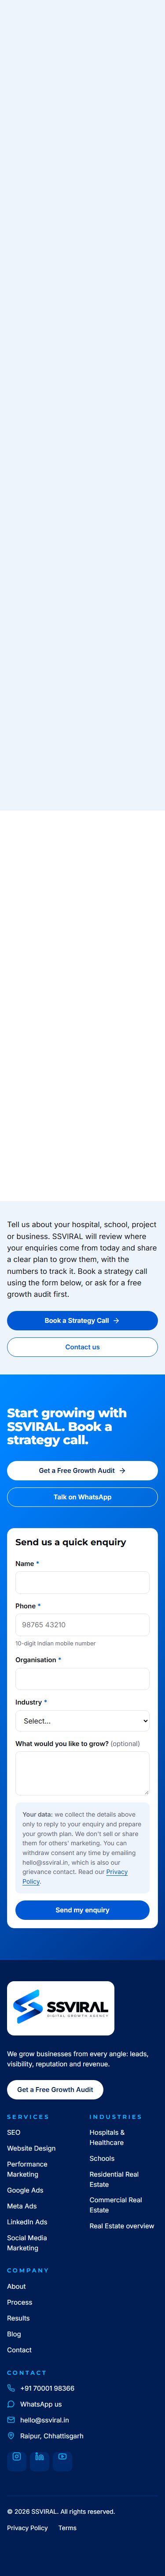 Tell us about your hospital, school, project
or business. SSVIRAL will review where
your enquiries come from today and share
a clear plan to grow them, with the
numbers to track it. Book a strategy call
using the form below, or ask for a free
growth audit first.
Book a Strategy Call →
Contact us
Start growing with
SSVIRAL. Book a
strategy call.
Get a Free Growth Audit →
Talk on WhatsApp
Send us a quick enquiry
Name *
Phone *
98765 43210
10-digit Indian mobile number
Organisation *
Industry *
Select...
What would you like to grow? (optional)
Your data: we collect the details above
only to reply to your enquiry and prepare
your growth plan. We don't sell or share
them for others' marketing. You can
withdraw consent any time by emailing
hello@ssviral.in, which is also our
grievance contact. Read our Privacy
Policy.
Send my enquiry
SSVIRAL
DIGITAL GROWTH AGENCY
We grow businesses from every angle: leads,
visibility, reputation and revenue.
Get a Free Growth Audit
SERVICES
SEO
Website Design
Performance
Marketing
Google Ads
Meta Ads
LinkedIn Ads
Social Media
Marketing
INDUSTRIES
Hospitals &
Healthcare
Schools
Residential Real
Estate
Commercial Real
Estate
Real Estate overview
COMPANY
About
Process
Results
Blog
Contact
CONTACT
+91 70001 98366
WhatsApp us
hello@ssviral.in
Raipur, Chhattisgarh
© 2026 SSVIRAL. All rights reserved.
Privacy Policy Terms